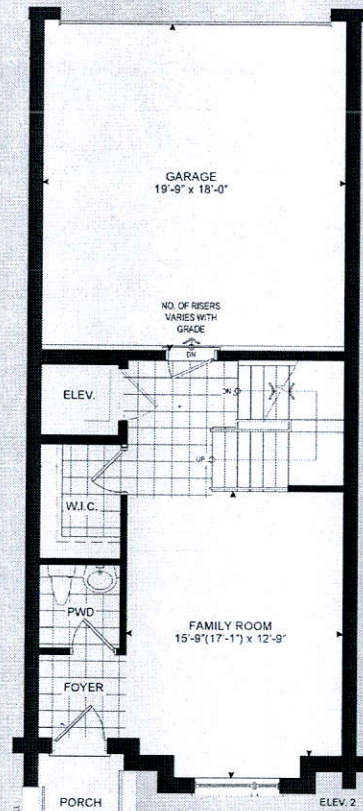 GARAGE
19'-9" x 18'-0"
NO. OF RISERS
VARIES WITH
GRADE
DN
ELEV.
DN
W.I.C.
UP
PWD
FAMILY ROOM
15'-9"(17'-1") x 12'-9"
FOYER
PORCH
ELEV. 2